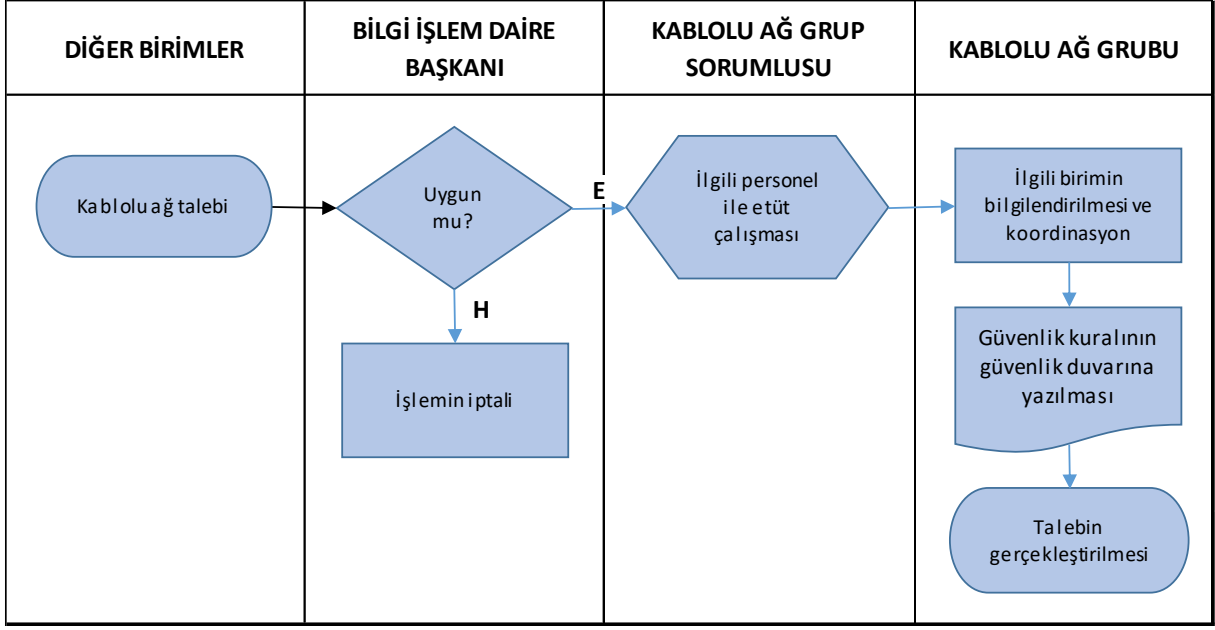 DİĞER BİRİMLER
BİLGİ İŞLEM DAİRE
BAŞKANI
KABLOLU AĞ GRUP
SORUMLUSU
KABLOLU AĞ GRUBU
Kablolu ağ talebi
Uygun
mu?
E
H
İşlemin iptali
İlgili personel
ile etüt
çalışması
İlgili birimin
bilgilendirilmesi ve
koordinasyon
Güvenlik kuralının
güvenlik duvarına
yazılması
Talebin
gerçekleştirilmesi